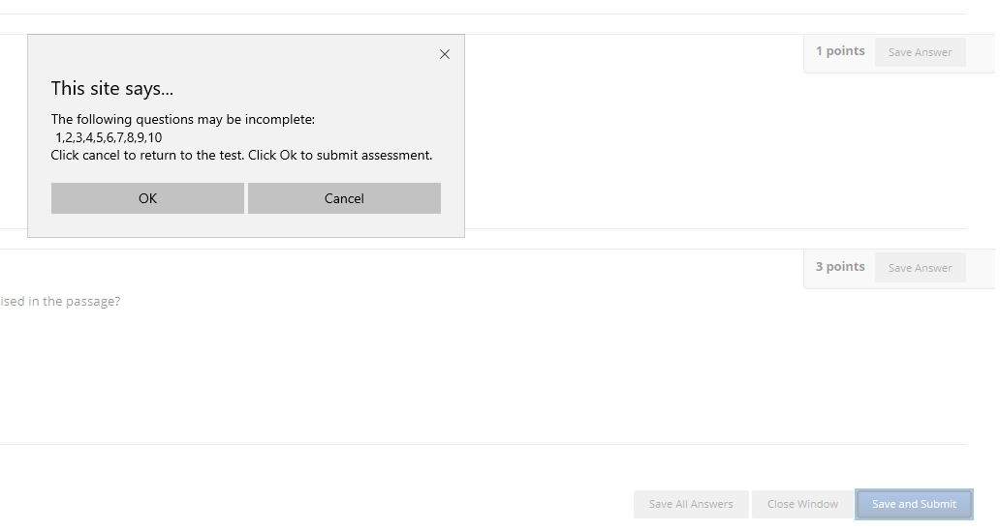 1 points
Save Answer
This site says...
The following questions may be incomplete:
1,2,3,4,5,6,7,8,9,10
Click cancel to return to the test. Click Ok to submit assessment.
OK
Cancel
3 points
Save Answer
ised in the passage?
Save All Answers
Close Window
Save and Submit